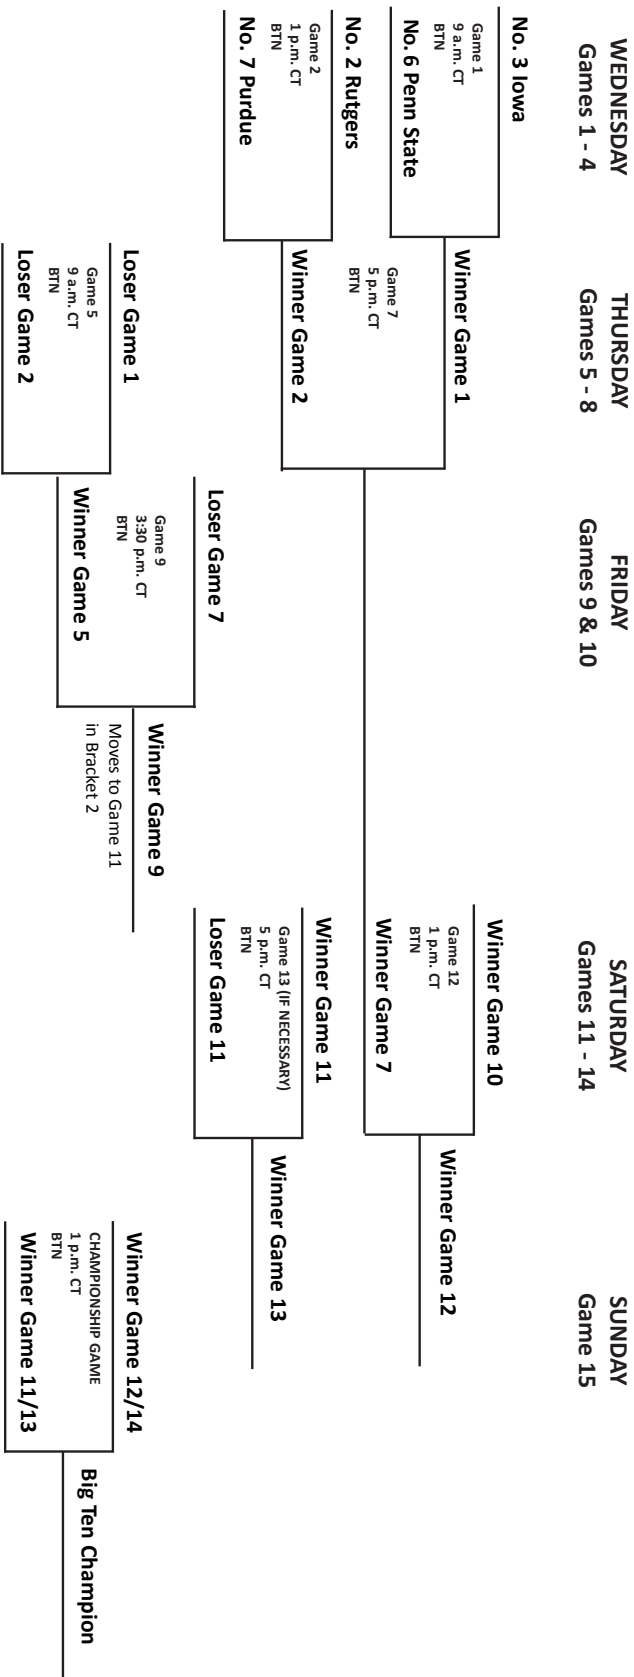 WEDNESDAY
Games 1 - 4
THURSDAY
Games 5 - 8
FRIDAY
Games 9 & 10
SATURDAY
Games 11 - 14
SUNDAY
Game 15
No. 3 Iowa
Game 1
9 a.m. CT
BTN
No. 6 Penn State
No. 2 Rutgers
Game 2
1 p.m. CT
BTN
No. 7 Purdue
Winner Game 1
Game 7
5 p.m. CT
BTN
Winner Game 2
Loser Game 1
Game 5
9 a.m. CT
BTN
Loser Game 2
Loser Game 7
Game 9
3:30 p.m. CT
BTN
Winner Game 5
Winner Game 9
Moves to Game 11
in Bracket 2
Winner Game 10
Game 12
1 p.m. CT
BTN
Winner Game 7
Winner Game 11
Game 13 (IF NECESSARY)
5 p.m. CT
BTN
Loser Game 11
Winner Game 12
Winner Game 13
Winner Game 12/14
CHAMPIONSHIP GAME
1 p.m. CT
BTN
Winner Game 11/13
Big Ten Champion